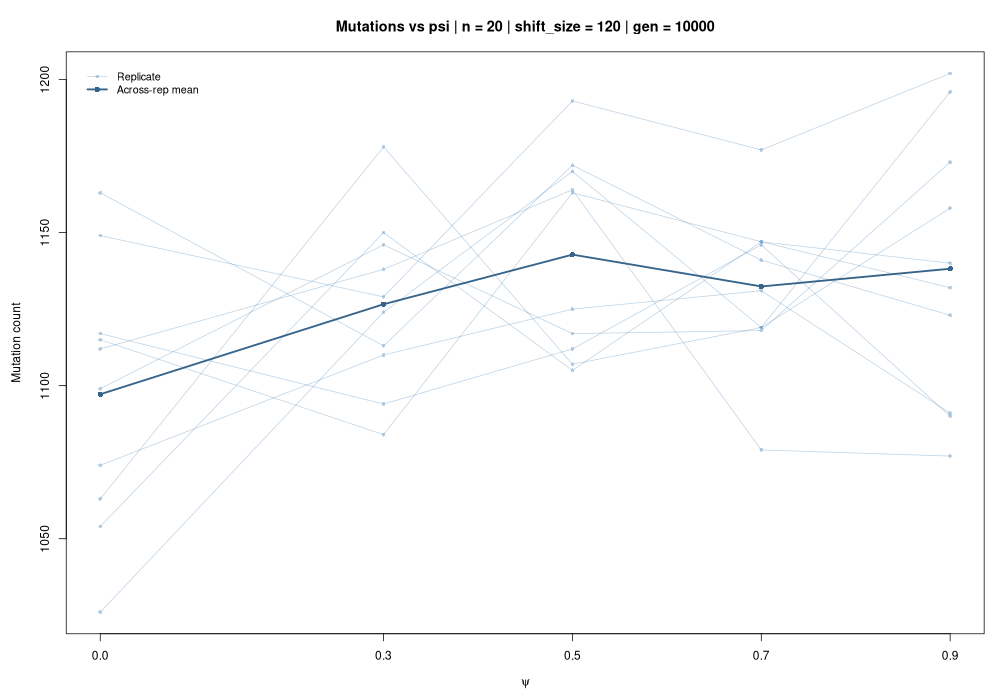 Mutations vs psi | n = 20 | shift_size = 120 | gen = 10000
Replicate
Across-rep mean
Mutation count
1200
1150
1100
1050
0.0
0.3
0.5
0.7
0.9
ψ